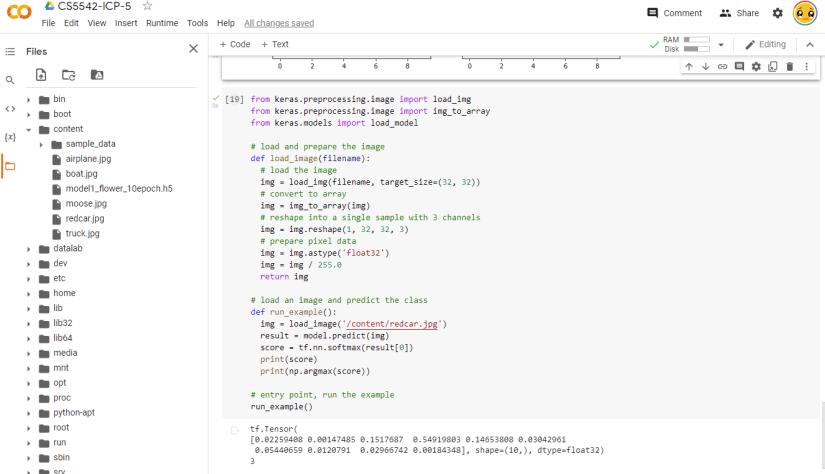 CS5542-ICP-5
File Edit View Insert Runtime Tools Help All changes saved
Comment Share
+ Code + Text
RAM
Disk
Editing
Files
bin
boot
content
sample_data
airplane.jpg
boat.jpg
model1_flower_10epoch.h5
moose.jpg
redcar.jpg
truck.jpg
datalab
dev
etc
home
lib
lib32
lib64
media
mnt
opt
proc
python-apt
root
run
sbin
srv
0 2 4 6 8 0 2 4 6 8
[19] from keras.preprocessing.image import load_img
from keras.preprocessing.image import img_to_array
from keras.models import load_model
# load and prepare the image
def load_image(filename):
# load the image
img = load_img(filename, target_size=(32, 32))
# convert to array
img = img_to_array(img)
# reshape into a single sample with 3 channels
img = img.reshape(1, 32, 32, 3)
# prepare pixel data
img = img.astype('float32')
img = img / 255.0
return img
# load an image and predict the class
def run_example():
img = load_image('/content/redcar.jpg')
result = model.predict(img)
score = tf.nn.softmax(result[0])
print(score)
print(np.argmax(score))
# entry point, run the example
run_example()
tf.Tensor(
[0.02259408 0.00147485 0.1517687 0.54919803 0.14653808 0.03042961
0.05440659 0.0120791 0.02966742 0.00184348], shape=(10,), dtype=float32)
3